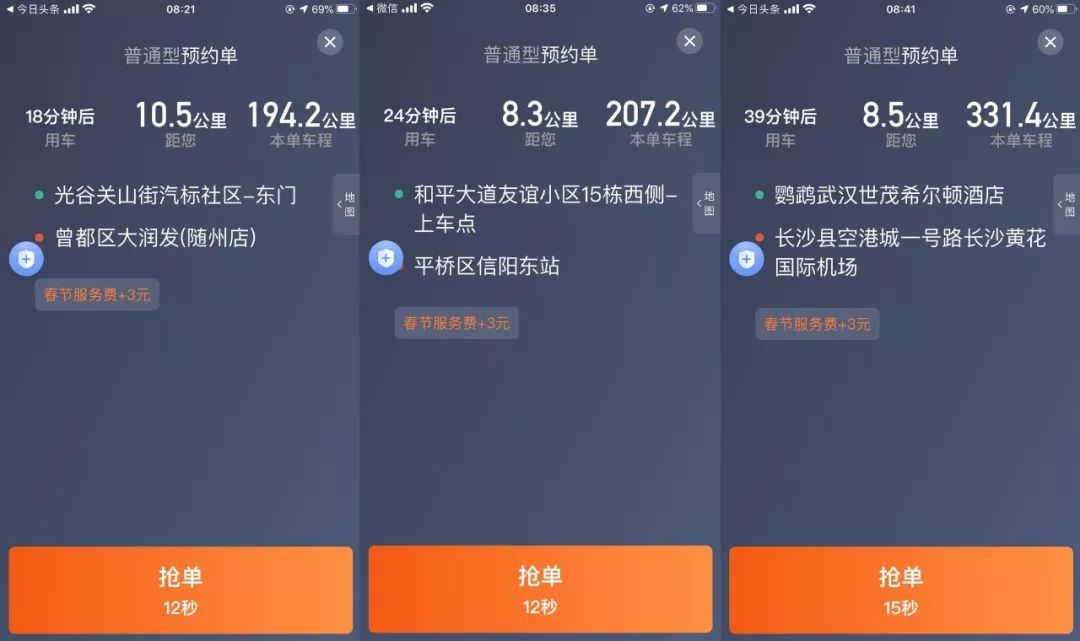 今日头条 08:21 69%
普通型预约单
18分钟后 10.5公里 194.2公里
用车 距您 本单车程
光谷关山街汽标社区-东门
地图
曾都区大润发(随州店)
春节服务费+3元
抢单
12秒
微信 08:35 62%
普通型预约单
24分钟后 8.3公里 207.2公里
用车 距您 本单车程
和平大道友谊小区15栋西侧-
上车点
地图
平桥区信阳东站
春节服务费+3元
抢单
12秒
今日头条 08:41 60%
普通型预约单
39分钟后 8.5公里 331.4公里
用车 距您 本单车程
鹦鹉武汉世茂希尔顿酒店
地图
长沙县空港城一号路长沙黄花
国际机场
春节服务费+3元
抢单
15秒